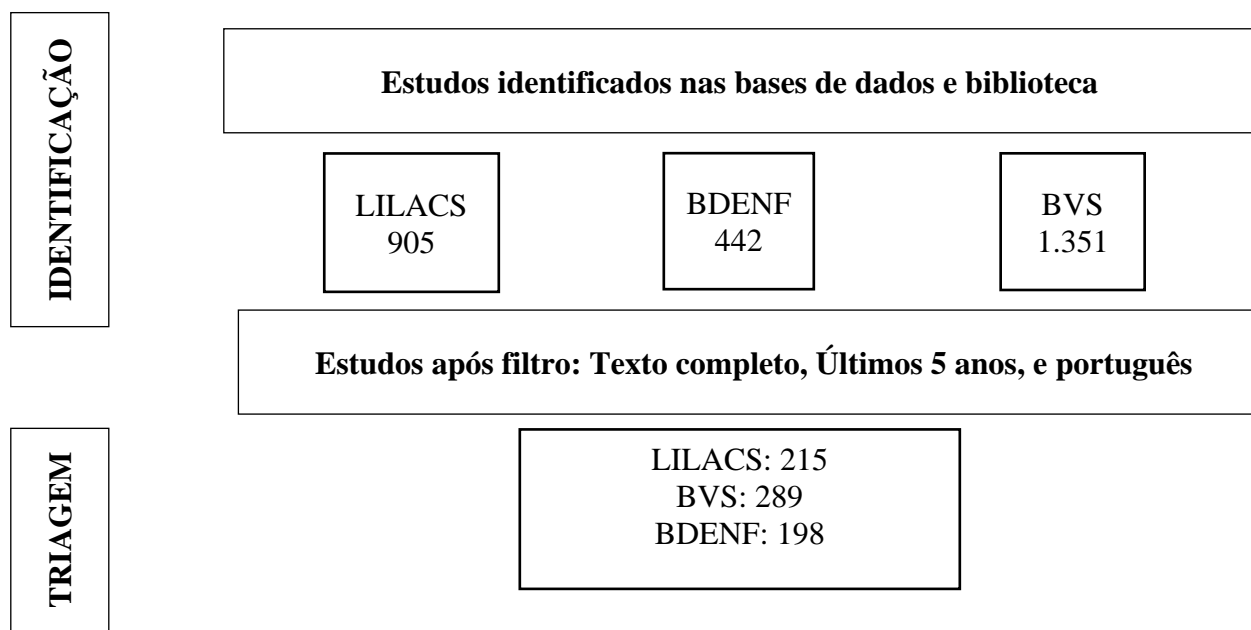 IDENTIFICAÇÃO
Estudos identificados nas bases de dados e biblioteca
LILACS
905
BDENF
442
BVS
1.351
Estudos após filtro: Texto completo, Últimos 5 anos, e português
TRIAGEM
LILACS: 215
BVS: 289
BDENF: 198